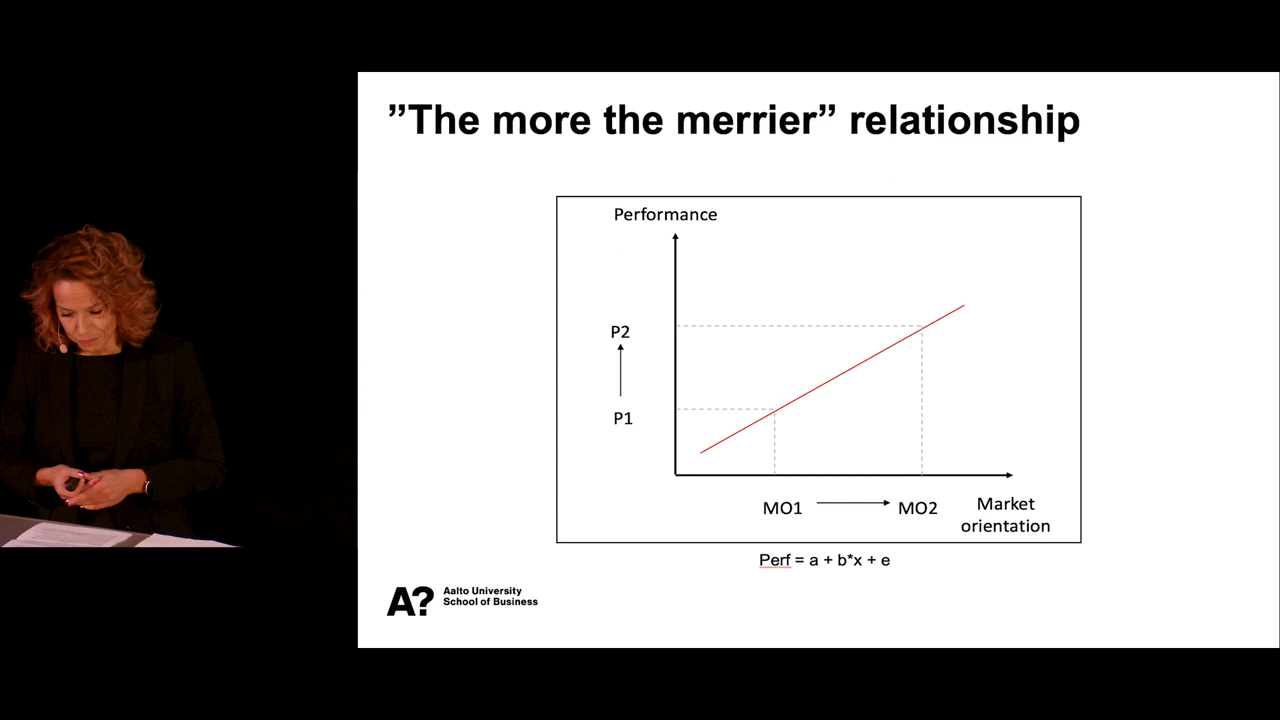 ”The more the merrier” relationship
Performance
P2
P1
MO1
MO2
Market
orientation
Perf = a + b*x + e
A?
Aalto University
School of Business